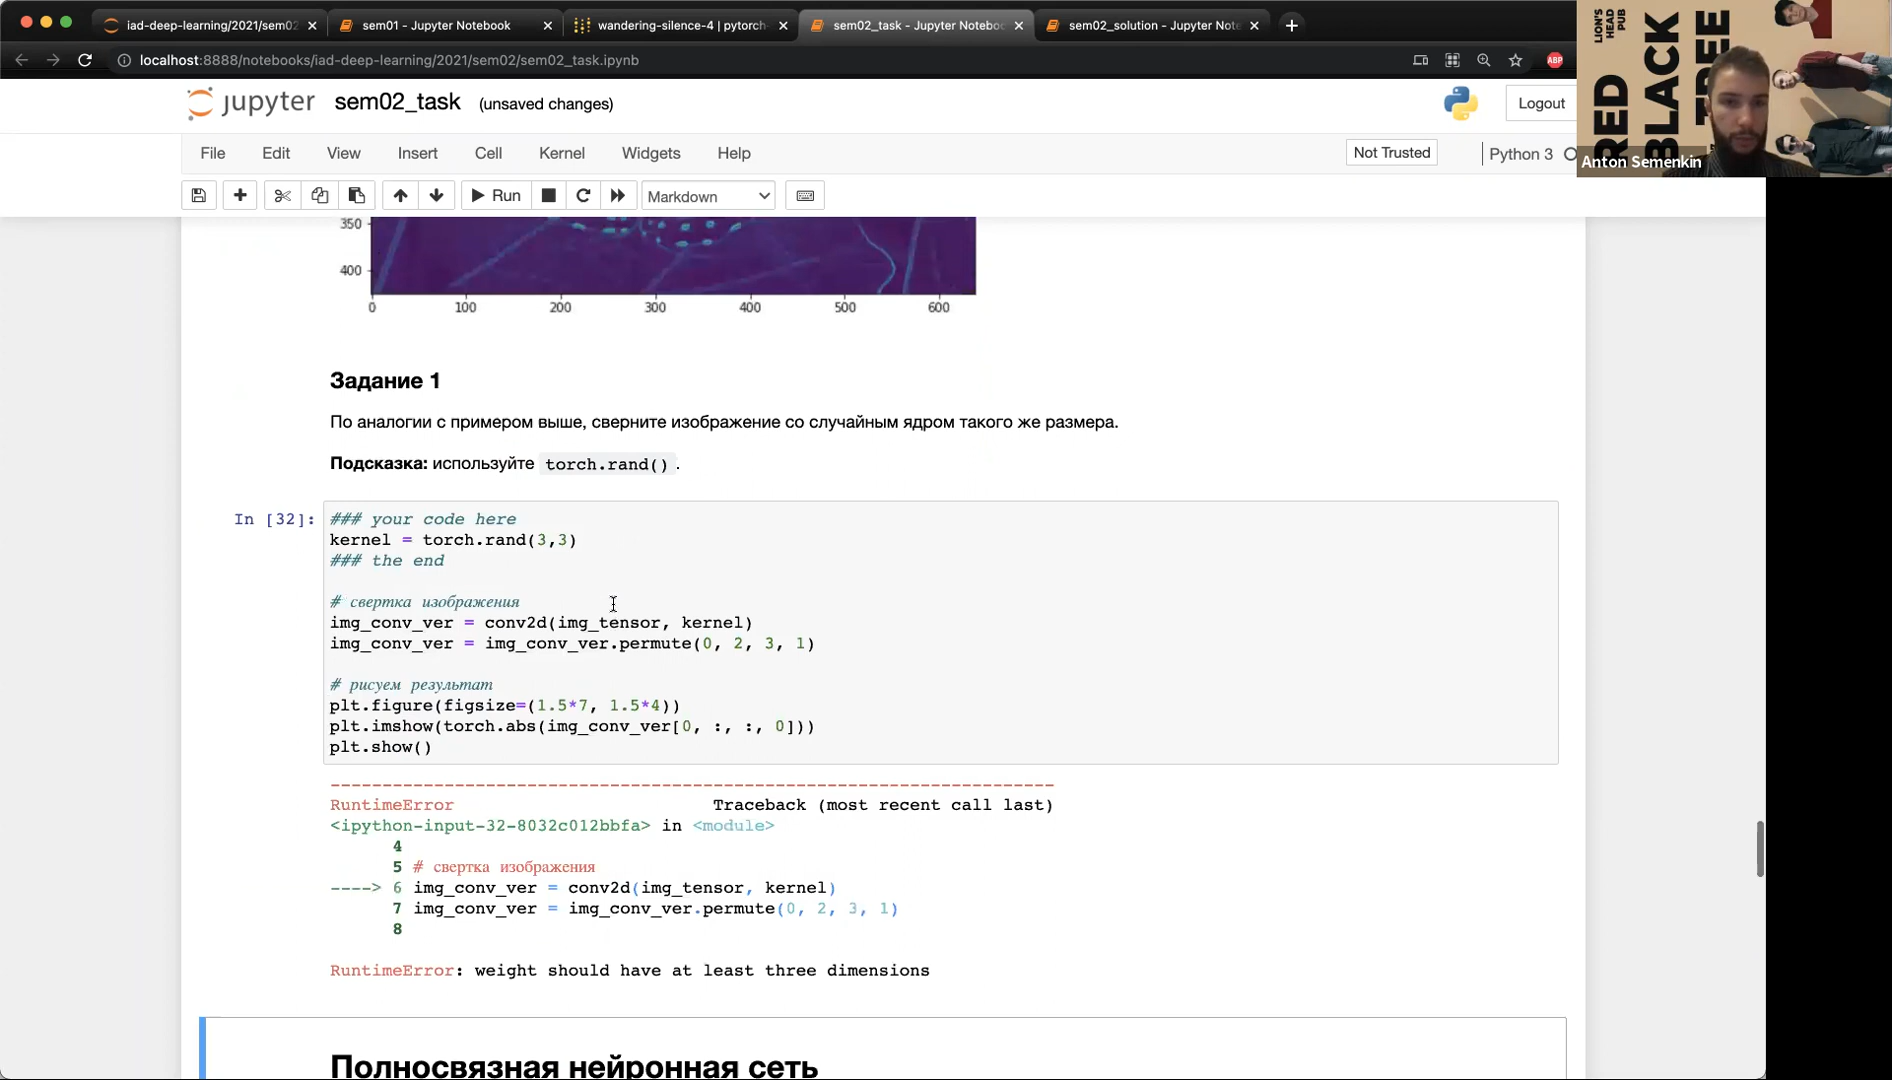 iad-deep-learning/2021/sem02
sem01 - Jupyter Notebook
wandering-silence-4 | pytorch-
sem02_task - Jupyter Noteboo
sem02_solution - Jupyter Note
localhost:8888/notebooks/iad-deep-learning/2021/sem02/sem02_task.ipynb
ABP
LION'S
HEAD
PUB
RED
BLACK
TREE
Anton Semenkin
jupyter sem02_task (unsaved changes)
Logout
File Edit View Insert Cell Kernel Widgets Help
Not Trusted
Python 3
Run
Markdown
350
400
0 100 200 300 400 500 600
Задание 1
По аналогии с примером выше, сверните изображение со случайным ядром такого же размера.
Подсказка: используйте torch.rand() .
In [32]: ### your code here
kernel = torch.rand(3,3)
### the end
# свертка изображения
img_conv_ver = conv2d(img_tensor, kernel)
img_conv_ver = img_conv_ver.permute(0, 2, 3, 1)
# рисуем результат
plt.figure(figsize=(1.5*7, 1.5*4))
plt.imshow(torch.abs(img_conv_ver[0, :, :, 0]))
plt.show()
---------------------------------------------------------------------------
RuntimeError Traceback (most recent call last)
<ipython-input-32-8032c012bbfa> in <module>
4
5 # свертка изображения
----> 6 img_conv_ver = conv2d(img_tensor, kernel)
7 img_conv_ver = img_conv_ver.permute(0, 2, 3, 1)
8
RuntimeError: weight should have at least three dimensions
Полносвязная нейронная сеть